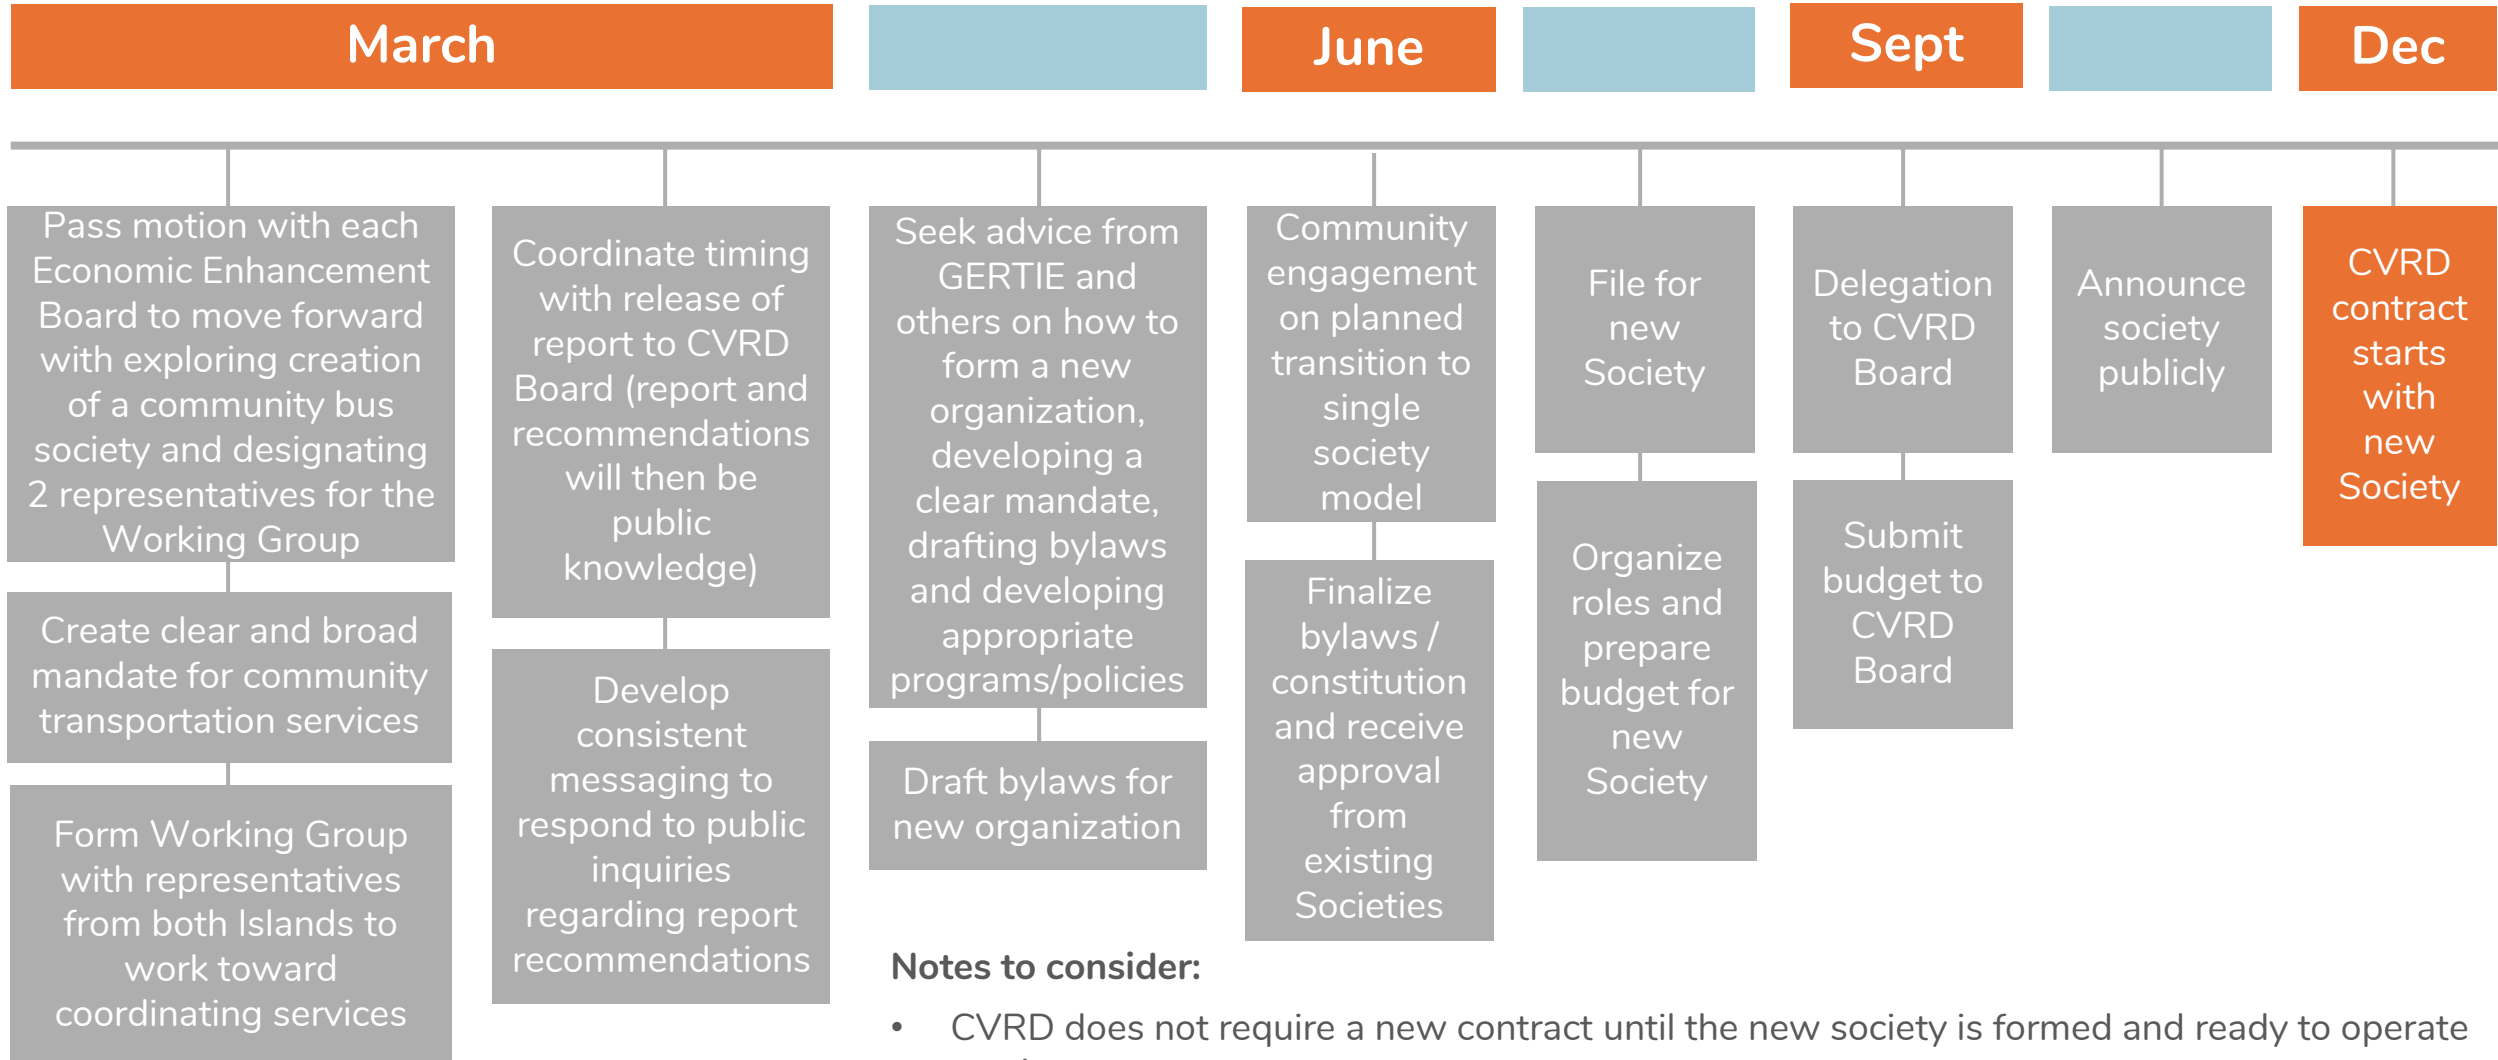 March
June
Sept
Dec
Pass motion with each
Economic Enhancement
Board to move forward
with exploring creation
of a community bus
society and designating
2 representatives for the
Working Group
Create clear and broad
mandate for community
transportation services
Form Working Group
with representatives
from both Islands to
work toward
coordinating services
Coordinate timing
with release of
report to CVRD
Board (report and
recommendations
will then be
public
knowledge)
Develop
consistent
messaging to
respond to public
inquiries
regarding report
recommendations
Seek advice from
GERTIE and
others on how to
form a new
organization,
developing a
clear mandate,
drafting bylaws
and developing
appropriate
programs/policies
Draft bylaws for
new organization
Community
engagement
on planned
transition to
single
society
model
Finalize
bylaws /
constitution
and receive
approval
from
existing
Societies
File for
new
Society
Organize
roles and
prepare
budget for
new
Society
Delegation
to CVRD
Board
Submit
budget to
CVRD
Board
Announce
society
publicly
CVRD
contract
starts
with
new
Society
Notes to consider:
• CVRD does not require a new contract until the new society is formed and ready to operate